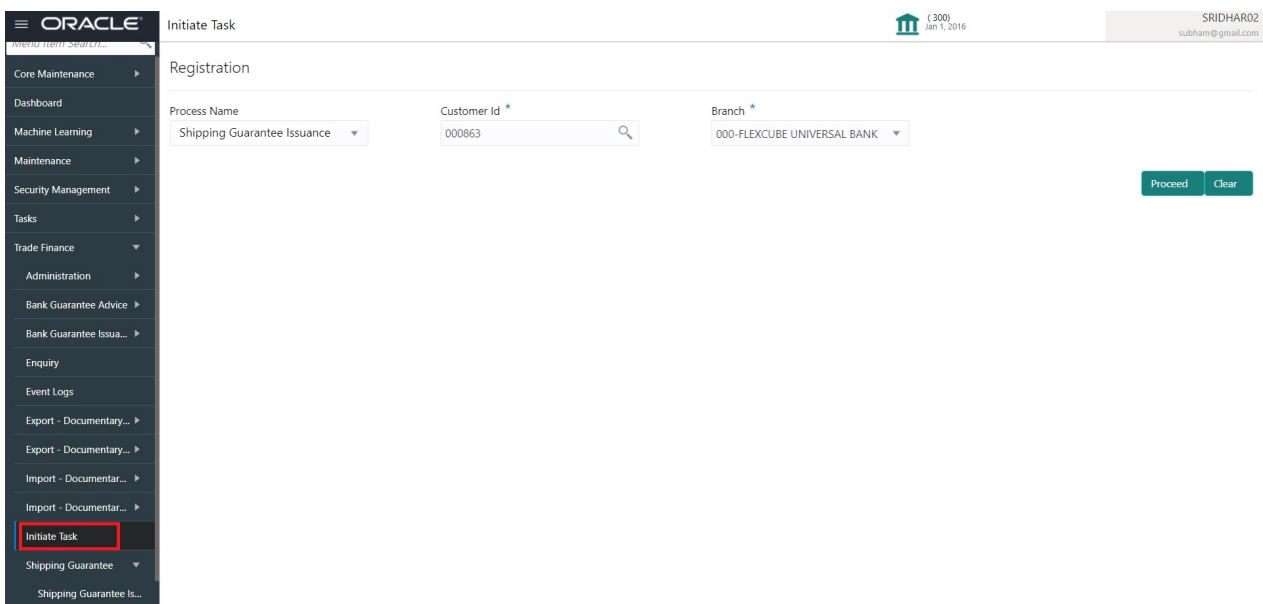 ORACLE
Initiate Task
(300)
Jan 1, 2016
SRIDHAR02
subham@gmail.com
Menu Item Search...
Core Maintenance
Dashboard
Machine Learning
Maintenance
Security Management
Tasks
Trade Finance
Administration
Bank Guarantee Advice
Bank Guarantee Issua...
Enquiry
Event Logs
Export - Documentary...
Export - Documentary...
Import - Documentar...
Import - Documentar...
Initiate Task
Shipping Guarantee
Shipping Guarantee Is...
Registration
Process Name
Shipping Guarantee Issuance
Customer Id *
000863
Branch *
000-FLEXCUBE UNIVERSAL BANK
Proceed
Clear